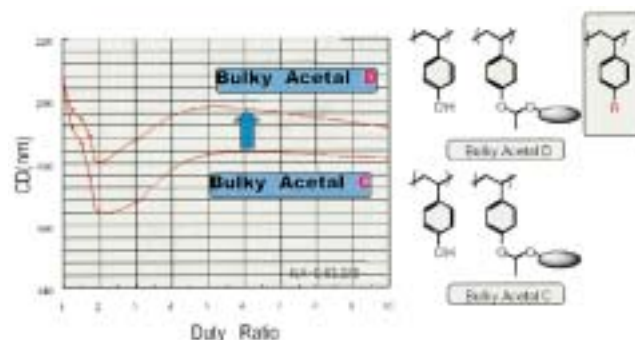 Bulky Acetal D
Bulky Acetal C
CD(nm)
1 2 3 4 5 6 7 8 9 10
Duty Ratio
OH
O O
R
Bulky Acetal D
OH
O O
Bulky Acetal C